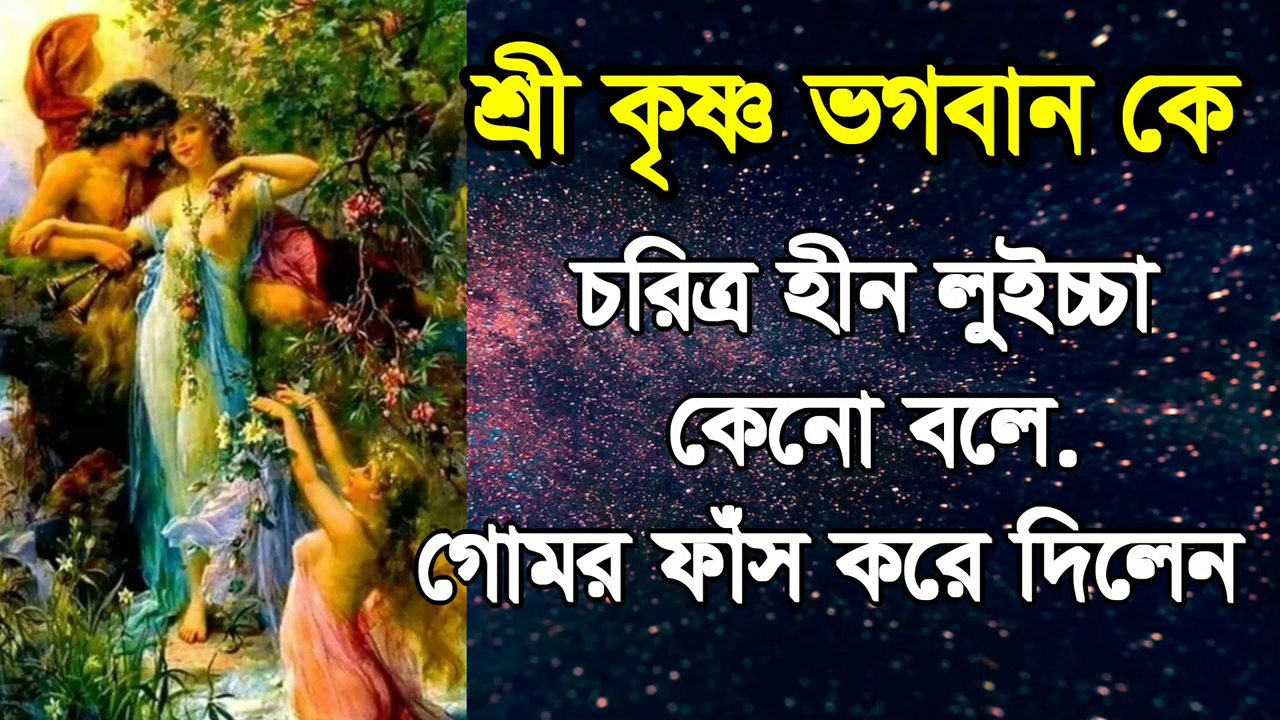 শ্রী কৃষ্ণ ভগবান কে
চরিত্র হীন লুইচ্চা
কেনো বলে.
গোমর ফাঁস করে দিলেন